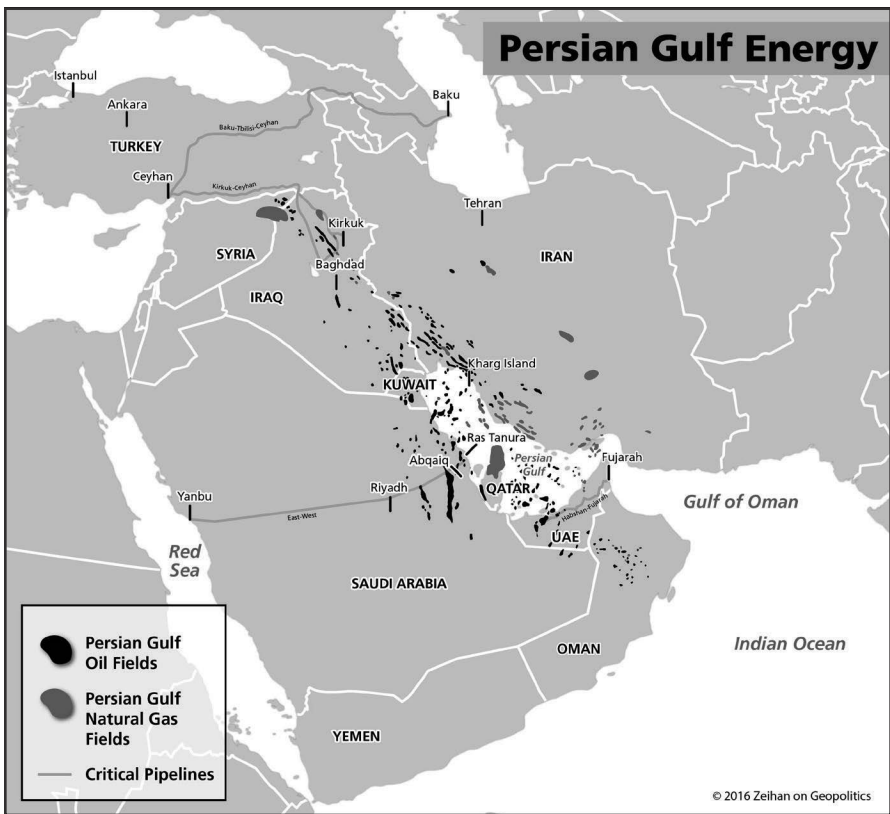 Persian Gulf Energy
Istanbul
Ankara
Baku
Baku-Tbilisi-Ceyhan
TURKEY
Ceyhan
Kirkuk-Ceyhan
Tehran
Kirkuk
SYRIA
IRAN
Baghdad
IRAQ
Kharg Island
KUWAIT
Ras Tanura
Abqaiq
Persian
Gulf
Fujarah
Riyadh
QATAR
Yanbu
Gulf of Oman
Habshan-Fujarah
East-West
UAE
Red
Sea
SAUDI ARABIA
Persian Gulf
Oil Fields
Indian Ocean
OMAN
Persian Gulf
Natural Gas
Fields
YEMEN
Critical Pipelines
© 2016 Zeihan on Geopolitics